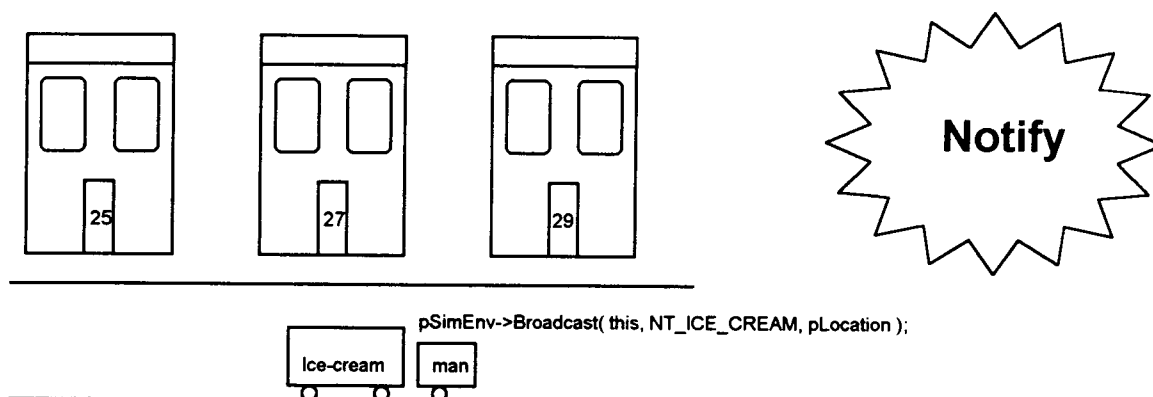 25
27
29
Notify
pSimEnv->Broadcast( this, NT_ICE_CREAM, pLocation );
Ice-cream
man